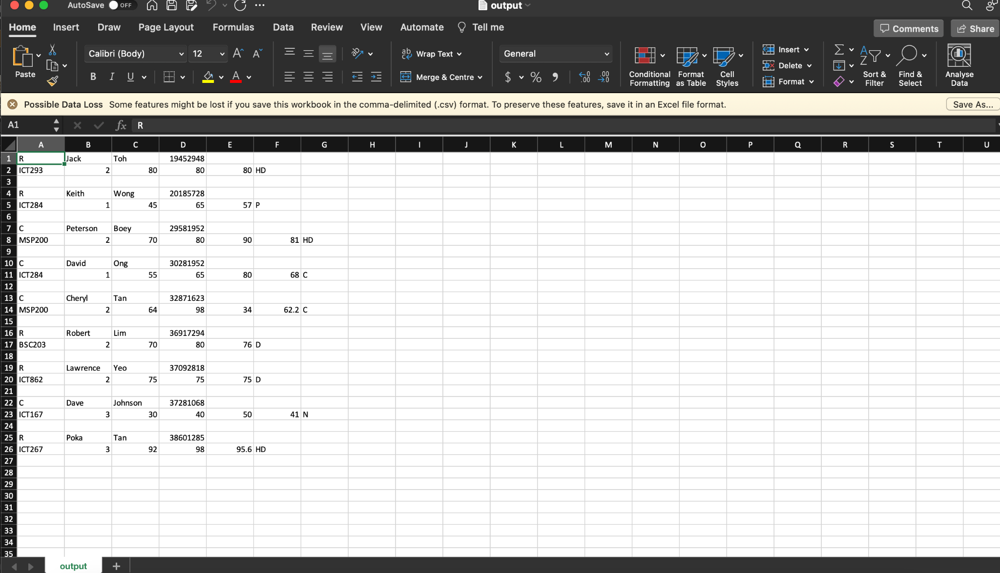 AutoSave OFF output
Home Insert Draw Page Layout Formulas Data Review View Automate Tell me Comments Share
Paste Calibri (Body) 12 A A Wrap Text General Conditional Formatting Format as Table Cell Styles Insert Delete Format Sort & Filter Find & Select Analyse Data
B I U A Merge & Centre $ % 9 .00 .0
Possible Data Loss Some features might be lost if you save this workbook in the comma-delimited (.csv) format. To preserve these features, save it in an Excel file format. Save As...
A1 fx R
A B C D E F G H I J K L M N O P Q R S T U
1 R Jack Toh 19452948
2 ICT293 2 80 80 80 HD
3
4 R Keith Wong 20185728
5 ICT284 1 45 65 57 P
6
7 C Peterson Boey 29581952
8 MSP200 2 70 80 90 81 HD
9
10 C David Ong 30281952
11 ICT284 1 55 65 80 68 C
12
13 C Cheryl Tan 32871623
14 MSP200 2 64 98 34 62.2 C
15
16 R Robert Lim 36917294
17 BSC203 2 70 80 76 D
18
19 R Lawrence Yeo 37092818
20 ICT862 2 75 75 75 D
21
22 C Dave Johnson 37281068
23 ICT167 3 30 40 50 41 N
24
25 R Poka Tan 38601285
26 ICT267 3 92 98 95.6 HD
27
28
29
30
31
32
33
34
35
output +